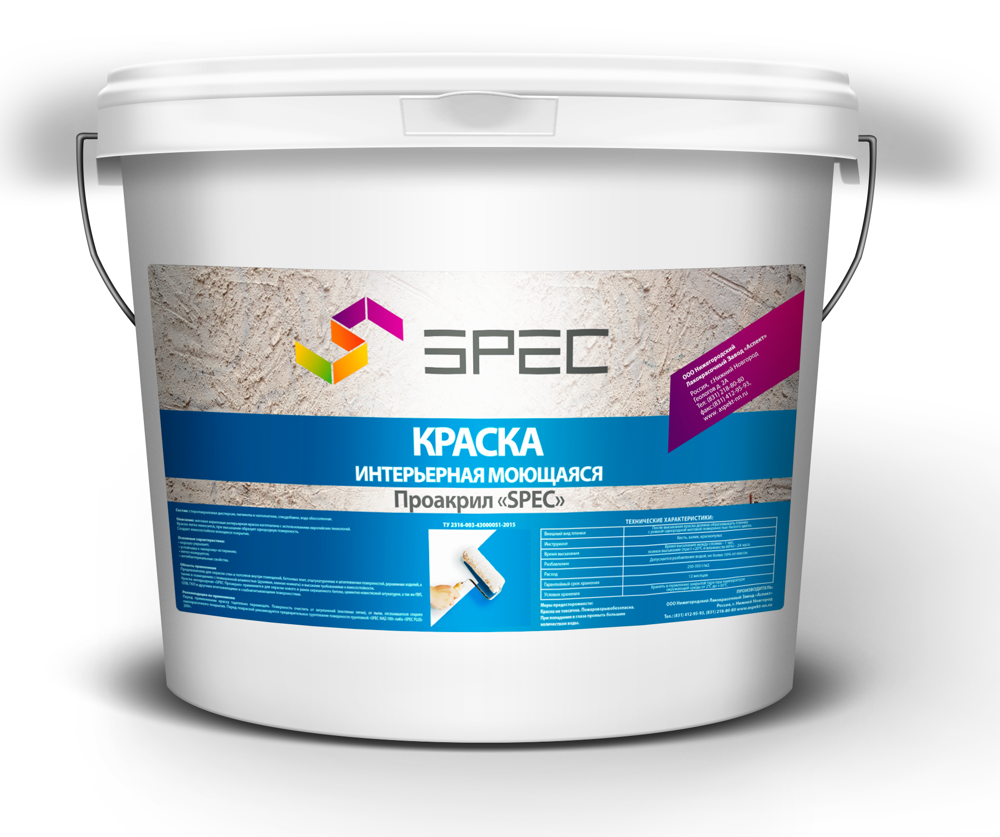 SPEC
ООО Нижегородский
Лакокрасочный Завод «Аспект»
Россия, г.Нижний Новгород
Геологов д. 2А
Тел: (831) 218-80-80
факс:(831) 412-95-93,
www. aspekt-nn.ru
КРАСКА
ИНТЕРЬЕРНАЯ МОЮЩАЯСЯ
Проакрил «SPEC»
Состав: стиролакриловая дисперсия, пигменты и наполнители, спецдобавки, вода обессоленная.
Описание: матовая акриловая интерьерная краска изготовлена с использованием европейских технологий.
Краска легко наносится, при высыхании образует однородную поверхность.
Создает износостойкое моющееся покрытие.
Основные характеристики:
• хорошо укрывает;
• устойчива к «мокрому» истиранию;
• легко колеруется;
• антибактериальные свойства.
Область применения
Предназначена для окраски стен и потолков внутри помещений, бетонных плит, оштукатуренных и шпатлеванных поверхностей, деревянных изделий, а
также в помещениях с повышенной влажностью (душевые, ванные комнаты) и высокими требованиями к износостойкости.
Краска интерьерная «SPEC Проакрил» применяется для окраски нового и ранее окрашенного бетона, цементно-известковой штукатурки, а так же ГВЛ,
OSB, ГКЛ и другими впитывающими и слабовпитывающими поверхностями.
Рекомендации по применению
Перед применением краску тщательно перемешать. Поверхность очистить от загрязнений (масляных пятен), от пыли, отслоившегося старого
лакокрасочного покрытия. Перед покраской рекомендуется предварительное грунтование поверхности грунтовкой «SPEC NAZ-100» либо «SPEC PLUS-
200».
ТУ 2316-003-43000051-2015
ТЕХНИЧЕСКИЕ ХАРАКТЕРИСТИКИ:
Внешний вид пленки
После высыхания краска должна образовывать пленку
с ровной однородной матовой поверхностью белого цвета.
Инструмент
Кисть, валик, краскопульт.
Время высыхания
Время высыхания между слоями - 1 час,
полное высыхание (при t +20°С и влажности 60%) - 24 часа.
Разбавление
Допускается разбавление водой, не более 10% от массы.
Расход
250-350 г/м2.
Гарантийный срок хранения
12 месяцев
Условия хранения
Хранить в герметично закрытой таре при температуре
окружающей среды от 2°С до +35°С.
Меры предосторожности:
Краска не токсична. Пожаровзрывобезопасна.
При попадании в глаза промыть большим
количеством воды.
ПРОИЗВОДИТЕЛЬ:
ООО Нижегородский Лакокрасочный Завод «Аспект»
Россия, г. Нижний Новгород
Тел.: (831) 412-95-93, (831) 218-80-80 www.aspekt-nn.ru